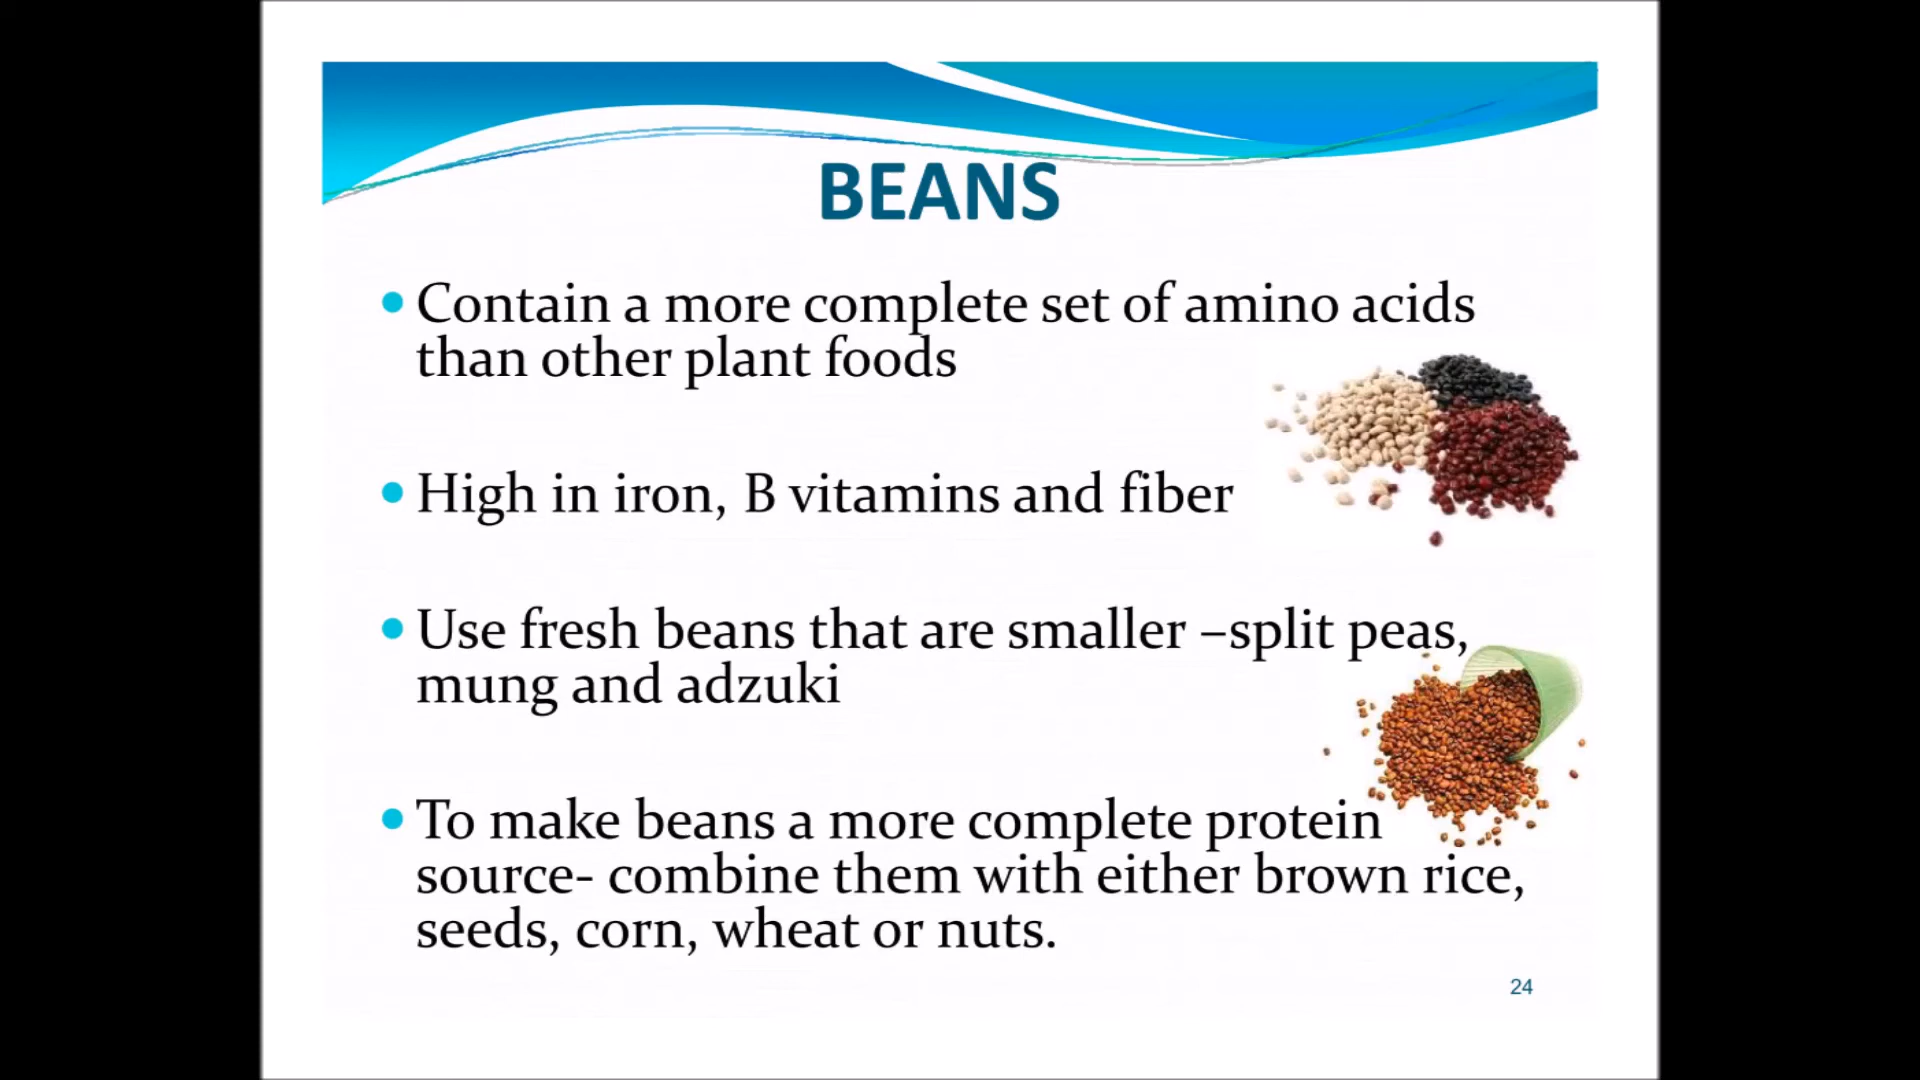 BEANS
• Contain a more complete set of amino acids
than other plant foods
• High in iron, B vitamins and fiber
• Use fresh beans that are smaller –split peas,
mung and adzuki
• To make beans a more complete protein
source- combine them with either brown rice,
seeds, corn, wheat or nuts.
24